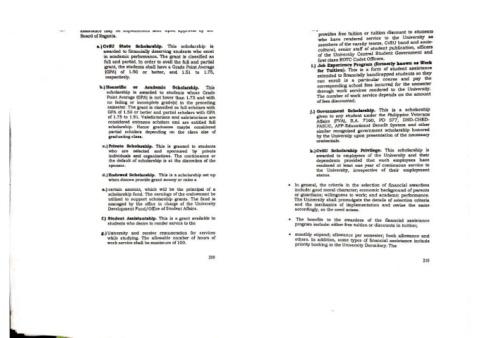 Board of Regents.
a.) CvSU State Scholarship. This scholarship is
awarded to financially deserving students who excel
in academic performance. The grant is classified as
full and partial. In order to avail the full and partial
grant, the students shall have a Grade Point Average
(GPA) of 1.50 or better, and 1.51 to 1.75,
respectively.
b.) Scientific or Academic Scholarship. This
scholarship is awarded to students whose Grade
Point Average (GPA) is not lower than 1.75 and with
no failing or incomplete grade(s) in the preceding
semester. The grant is classified as full scholars with
GPA of 1.50 or better and partial scholars with GPA
of 1.75 to 1.51. Valedictorians and salutatorians are
considered entrance scholars and are entitled full
scholarship. Honor graduates maybe considered
partial scholars depending on the class size of
graduating class.
c.) Private Scholarship. This is granted to students
who are selected and sponsored by private
individuals and organizations. The continuance or
the default of scholarship is at the discretion of the
sponsor.
d.) Endowed Scholarship. This is a scholarship set up
when donors provide grant money or raise a
e.) certain amount, which will be the principal of a
scholarship fund. The earnings of the endowment be
utilized to support scholarship grants. The fund is
managed by the office in charge of the University
Development Fund/Office of Student Affairs.
f.) Student Assistantship. This is a grant available to
students who desire to render service to the
g.) University and receive remuneration for services
while studying. The allowable number of hours of
work service shall be maximum of 100.
provides free tuition or tuition discount to students
who have rendered service to the University as
members of the varsity teams, CvSU band and socio-
cultural, senior staff of student publication, officers
of the University Central Student Government and
first class ROTC Cadet Officers.
i.) Job Experience Program (formerly known as Work
for Tuition). This is a form of student assistance
extended to financially handicapped students so they
can enroll in a particular course and pay the
corresponding school fees incurred for the semester
through work services rendered to the University.
The number of work service depends on the amount
of fees discounted.
j.) Government Scholarship. This is a scholarship
given to any student under the Philippine Veterans
Affairs (PVA), R.A. 7160, PD 577, DND-CHED-
PASUC, AFP-Educational Benefit System and other
similar recognized government scholarship honored
by the University upon presentation of the necessary
credentials.
k.) CvSU Scholarship Privilege. This scholarship is
awarded to employees of the University and their
dependents provided that such employees have
rendered at least one year of continuous service to
the University, irrespective of their employment
status.
• In general, the criteria in the selection of financial awardees
include good moral character; economic background of parents
or guardians; willingness to work; and academic performance.
The University shall promulgate the details of selection criteria
and the mechanics of implementation and revise the same
accordingly, as the need arises.
• The benefits to the awardees of the financial assistance
program include: either free tuition or discounts in tuition;
• monthly stipend; allowance per semester; book allowance and
others. In addition, some types of financial assistance include
priority booking in the University Dormitory. The